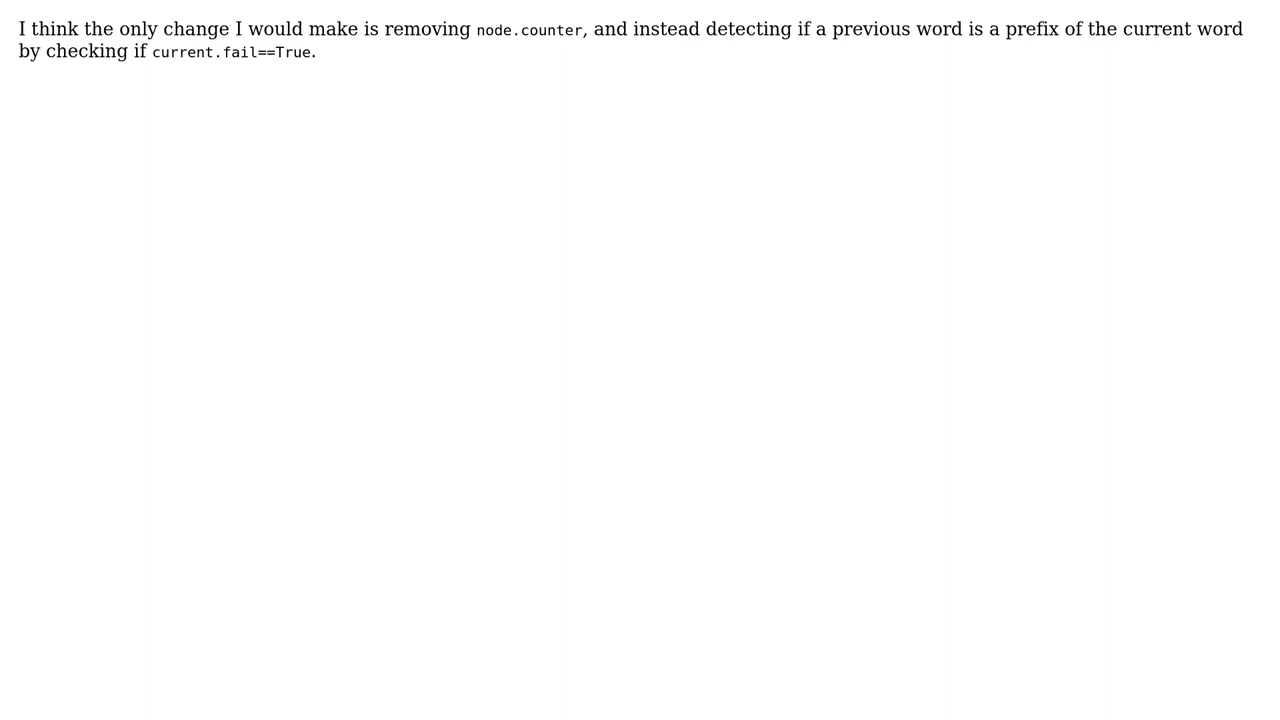 I think the only change I would make is removing node.counter, and instead detecting if a previous word is a prefix of the current word
by checking if current.fail==True.